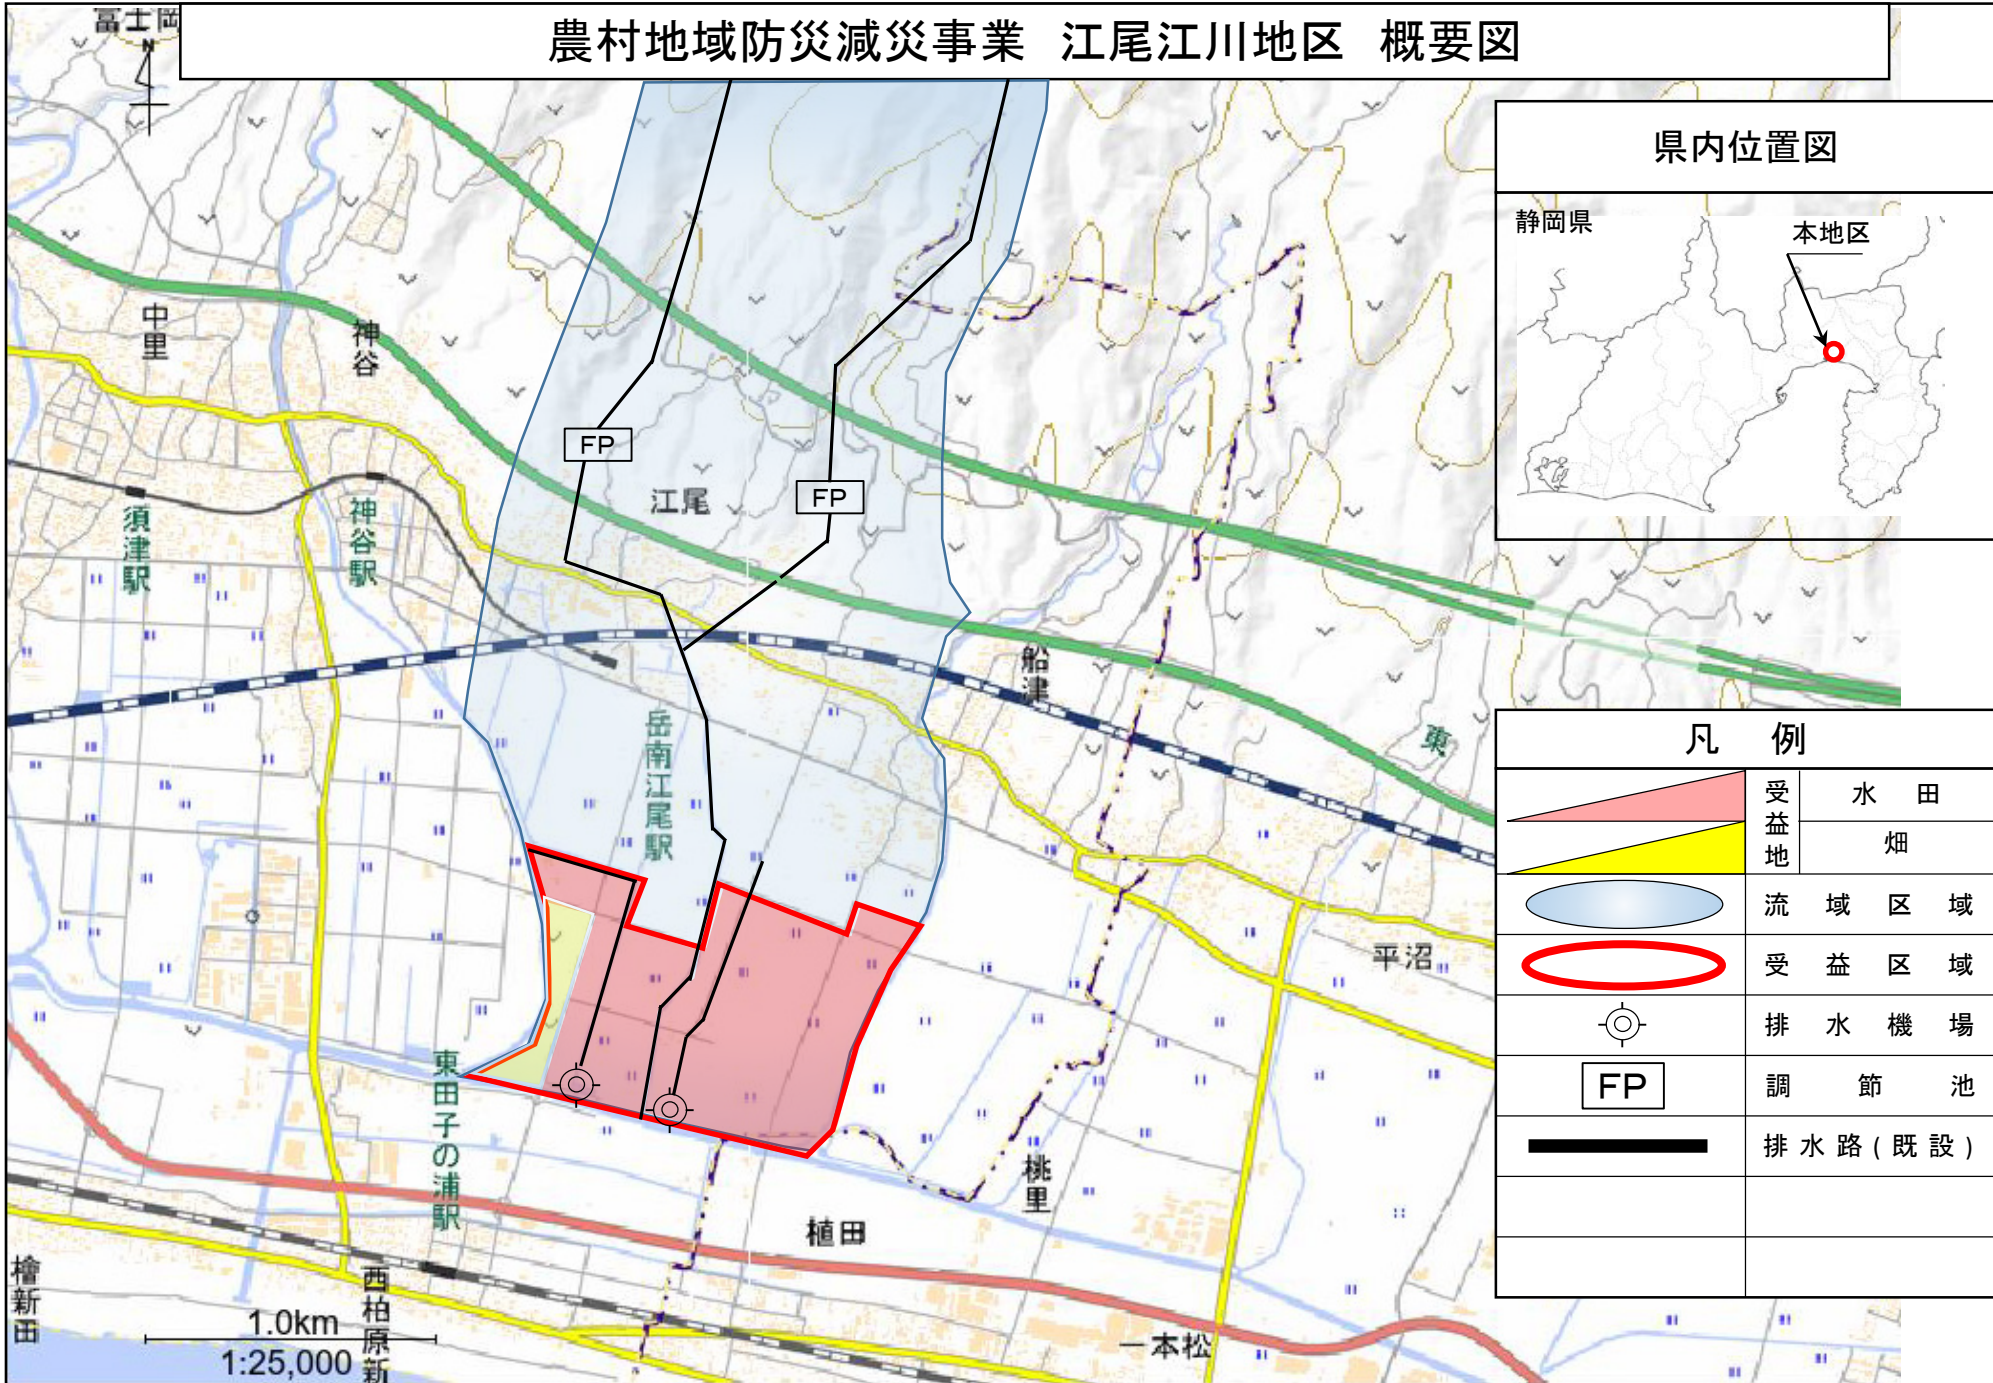 農村地域防災減災事業 江尾江川地区 概要図
富士岡
N
県内位置図
静岡県
本地区
中里
神谷
須津駅
神谷駅
FP
FP
江尾
船津
東
岳南江尾駅
平沼
東田子の浦駅
桃里
植田
檜新田
西柏原新
一本松
1.0km
1:25,000
凡 例
受益地
水 田
畑
流 域 区 域
受 益 区 域
排 水 機 場
FP
調 節 池
排 水 路 ( 既 設 )